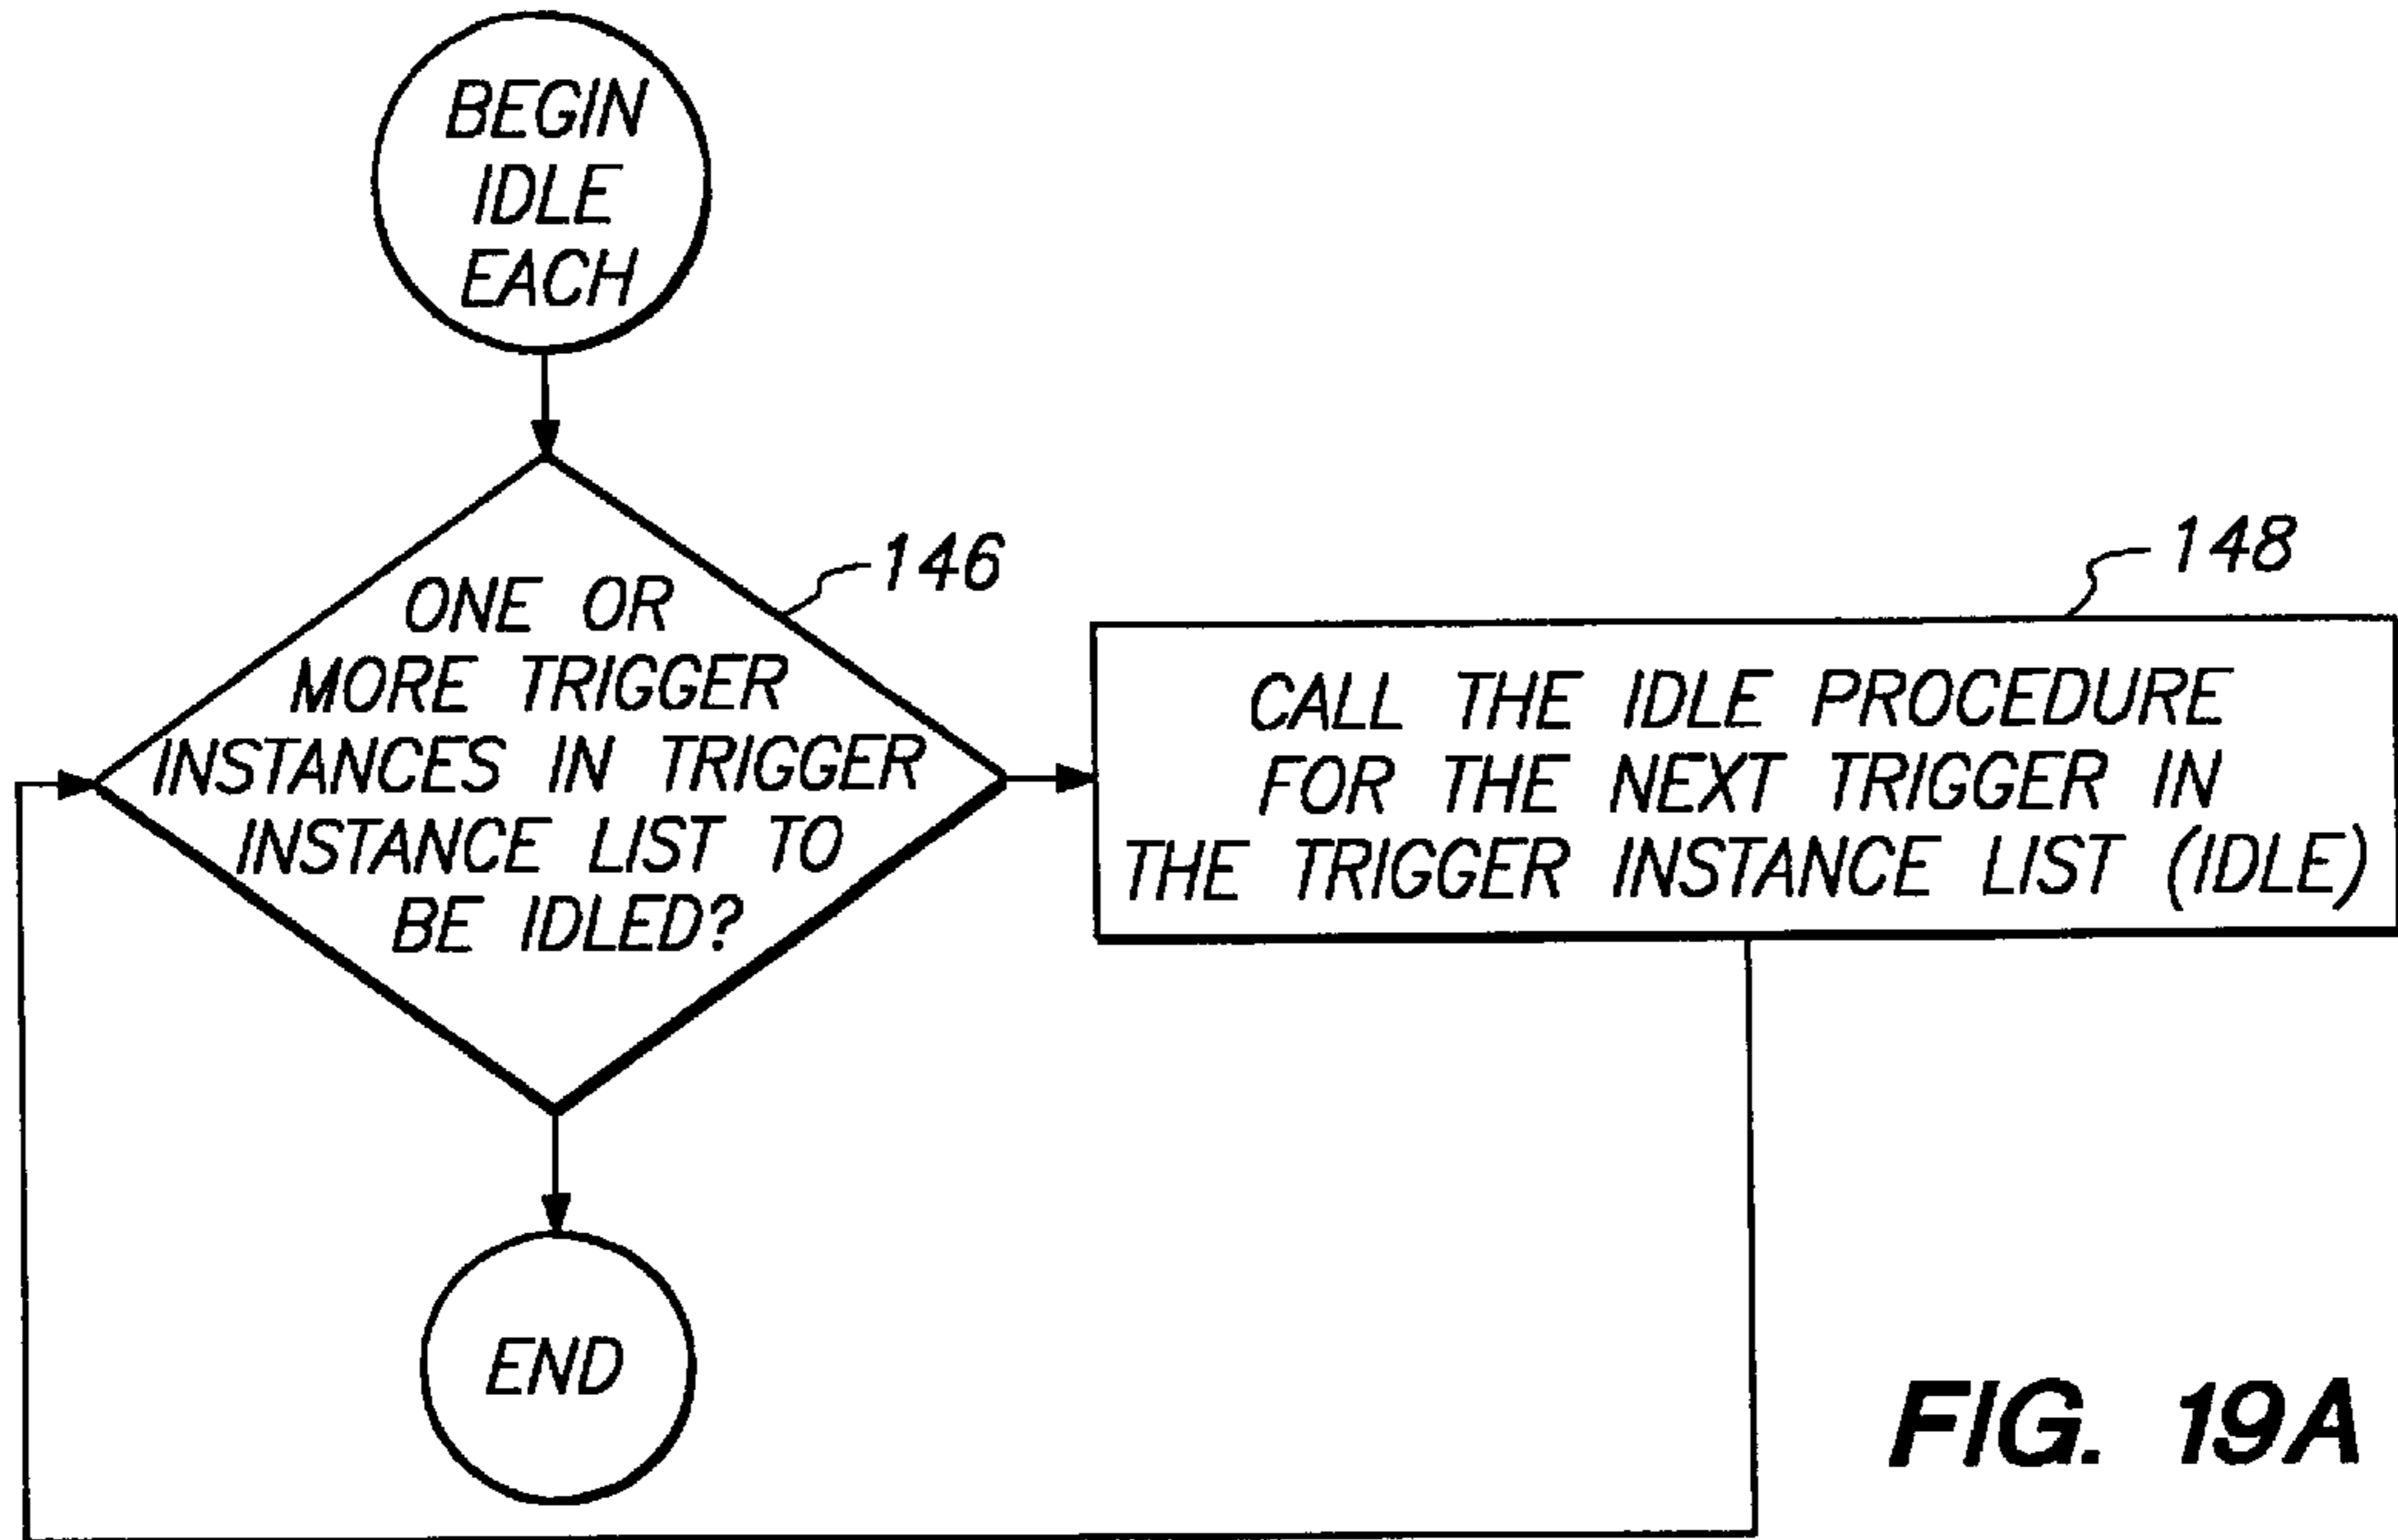 BEGIN
IDLE
EACH
146
ONE OR
MORE TRIGGER
INSTANCES IN TRIGGER
INSTANCE LIST TO
BE IDLED?
148
CALL THE IDLE PROCEDURE
FOR THE NEXT TRIGGER IN
THE TRIGGER INSTANCE LIST (IDLE)
END
FIG. 19A